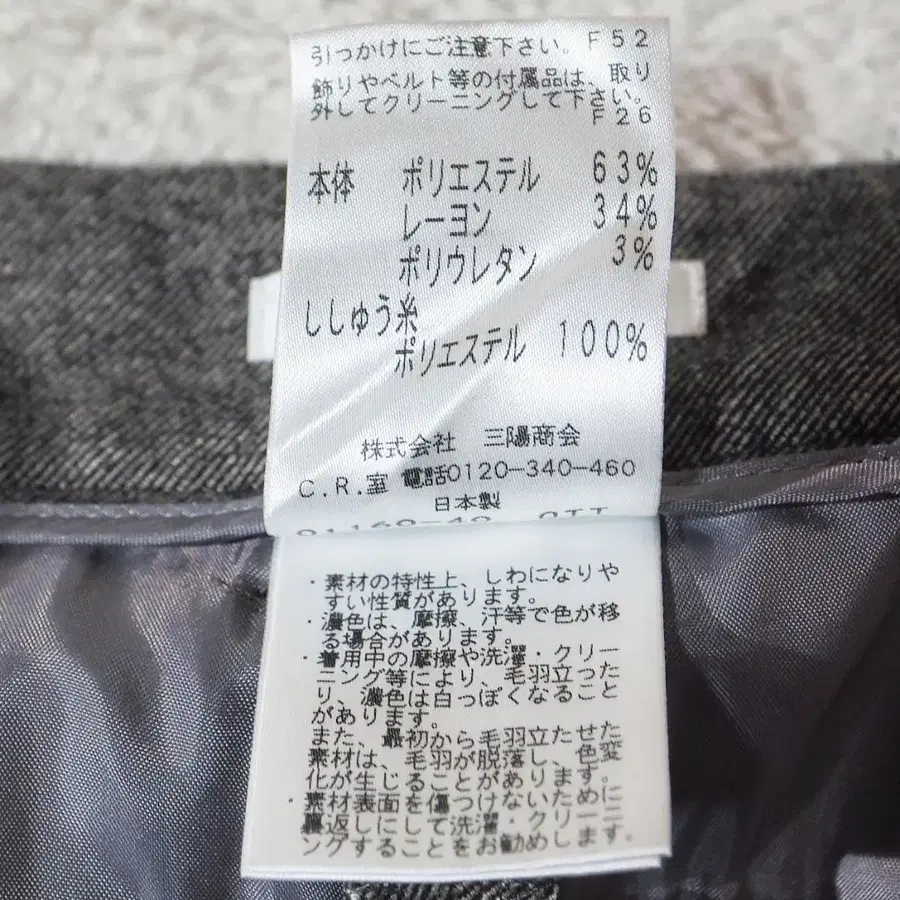 引っかけにご注意下さい。F52
飾りやベルト等の付属品は、取り
外してクリーニングして下さい。
F26
本体 ポリエステル 63%
レーヨン 34%
ポリウレタン 3%
ししゅう糸
ポリエステル 100%
株式会社 三陽商会
C.R.室 電話0120-340-460
日本製
・素材の特性上、しわになりや
すい性質があります。
・濃色は、摩擦、汗等で色が移
る場合があります。
・着用中の摩擦や洗濯・クリー
ニング等により、毛羽立った
り、濃色は白っぽくなること
があります。
また、最初から毛羽立たせた
素材は、毛羽が脱落し、色変
化が生じることがあります。
・素材表面を傷つけないために
裏返しにして洗濯・クリーニ
ングすることをお勧めします。